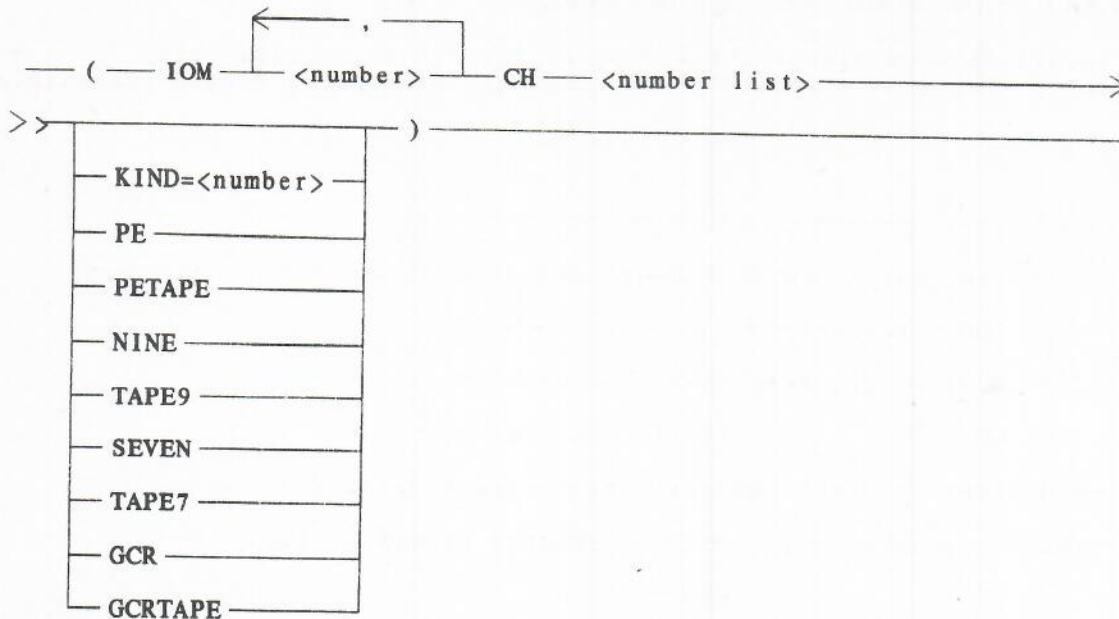 ,
( IOM <number> CH <number list>
>> )
KIND=<number>
PE
PETAPE
NINE
TAPE9
SEVEN
TAPE7
GCR
GCRTAPE